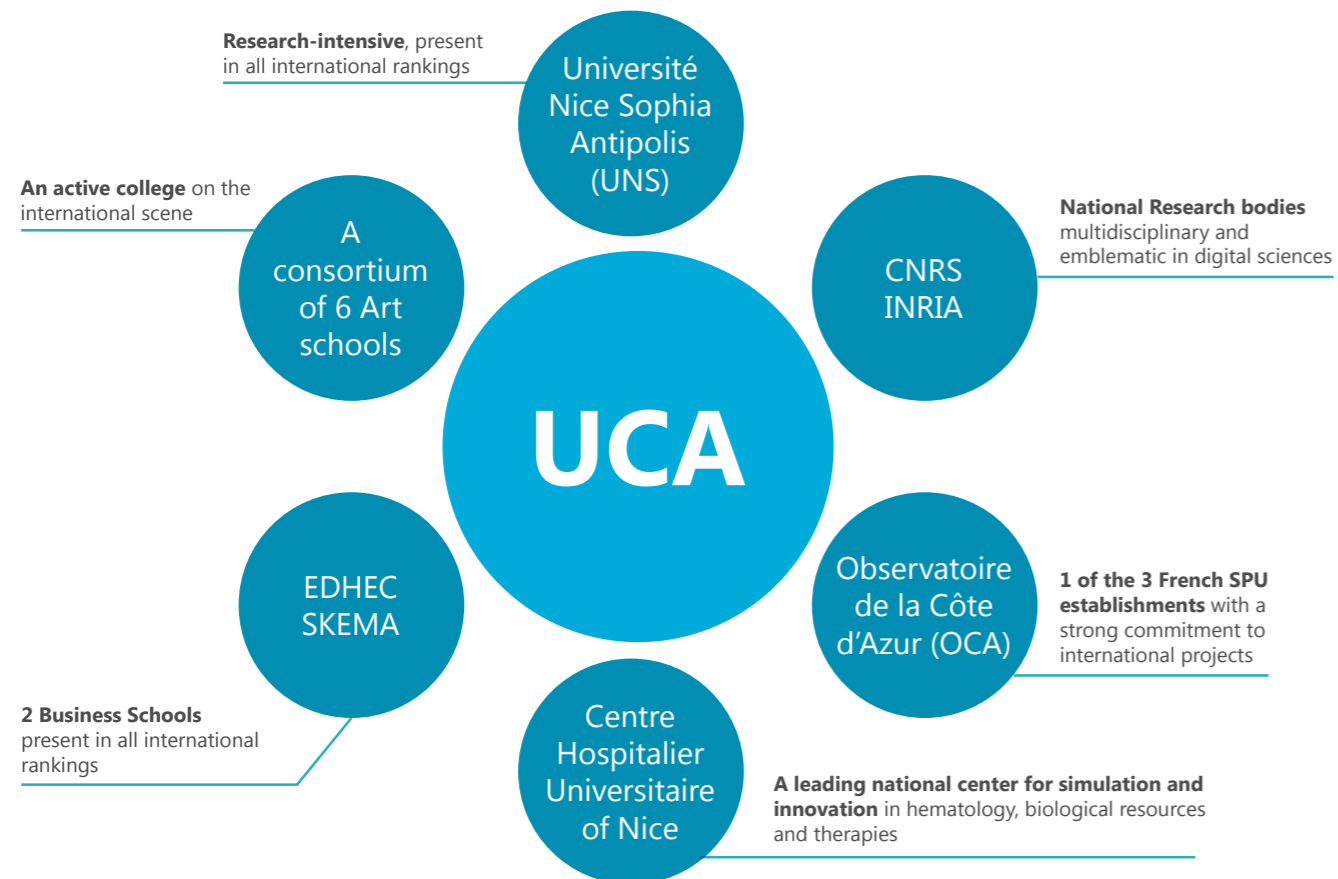 Research-intensive, present
in all international rankings
Université
Nice Sophia
Antipolis
(UNS)
An active college on the
international scene
A
consortium
of 6 Art
schools
National Research bodies
multidisciplinary and
emblematic in digital sciences
CNRS
INRIA
UCA
EDHEC
SKEMA
2 Business Schools
present in all international
rankings
Observatoire
de la Côte
d'Azur (OCA)
1 of the 3 French SPU
establishments with a
strong commitment to
international projects
Centre
Hospitalier
Universitaire
of Nice
A leading national center for simulation and
innovation in hematology, biological resources
and therapies